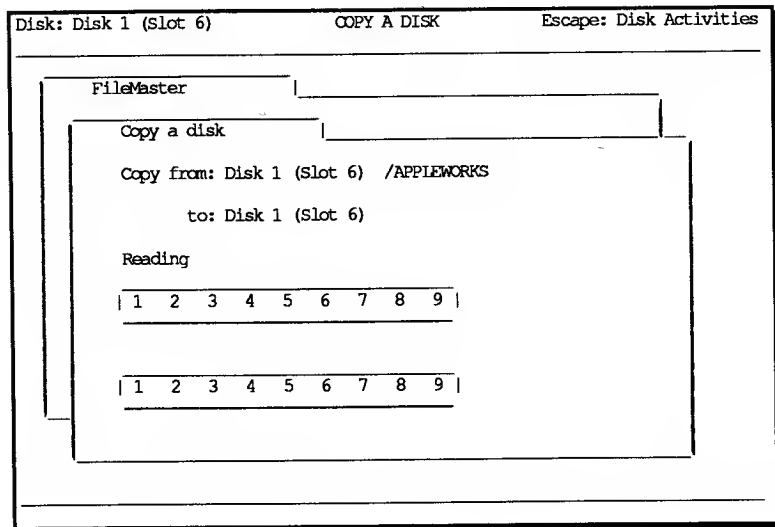 Disk: Disk 1 (Slot 6) COPY A DISK Escape: Disk Activities
FileMaster
Copy a disk
Copy from: Disk 1 (Slot 6) /APPLEWORKS
to: Disk 1 (Slot 6)
Reading
1 2 3 4 5 6 7 8 9
1 2 3 4 5 6 7 8 9